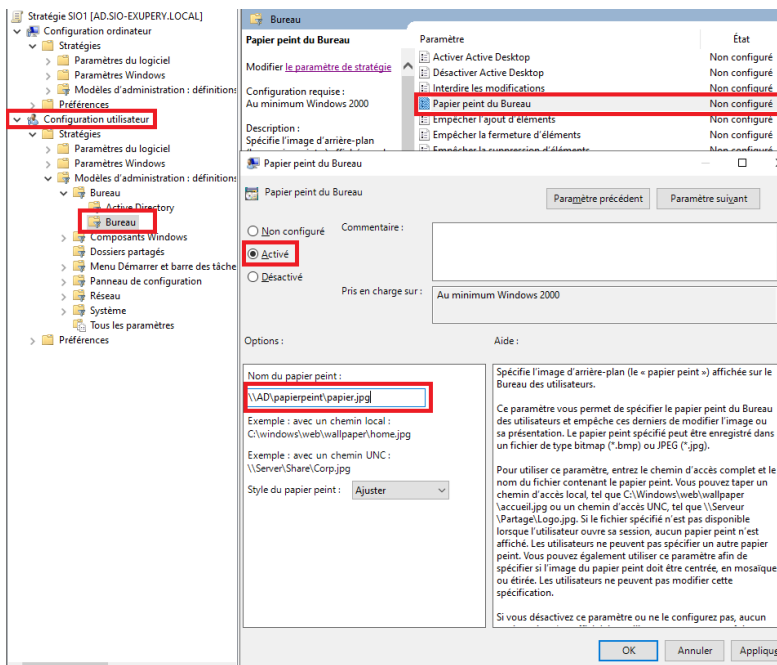 Stratégie SIO1 [AD.SIO-EXUPERY.LOCAL]
Configuration ordinateur
Stratégies
Paramètres du logiciel
Paramètres Windows
Modèles d'administration : définitions
Préférences
Configuration utilisateur
Stratégies
Paramètres du logiciel
Paramètres Windows
Modèles d'administration : définitions
Bureau
Active Directory
Bureau
Composants Windows
Dossiers partagés
Menu Démarrer et barre des tâche
Panneau de configuration
Réseau
Système
Tous les paramètres
Préférences
Bureau
Papier peint du Bureau
Modifier le paramètre de stratégie
Configuration requise :
Au minimum Windows 2000
Description :
Spécifie l'image d'arrière-plan
Paramètre État
Activer Active Desktop Non configuré
Désactiver Active Desktop Non configuré
Interdire les modifications Non configuré
Papier peint du Bureau Non configuré
Empêcher l'ajout d'éléments Non configuré
Empêcher la fermeture d'éléments Non configuré
Empêcher la suppression d'éléments Non configuré
Papier peint du Bureau
Papier peint du Bureau
Paramètre précédent Paramètre suivant
Non configuré Commentaire :
Activé
Désactivé
Pris en charge sur : Au minimum Windows 2000
Options : Aide :
Nom du papier peint :
\\AD\papierpeint\papier.jpg
Exemple : avec un chemin local :
C:\windows\web\wallpaper\home.jpg
Exemple : avec un chemin UNC :
\\Server\Share\Corp.jpg
Style du papier peint : Ajuster
Spécifie l'image d'arrière-plan (le « papier peint ») affichée sur le
Bureau des utilisateurs.
Ce paramètre vous permet de spécifier le papier peint du Bureau
des utilisateurs et empêche ces derniers de modifier l'image ou
sa présentation. Le papier peint spécifié peut être enregistré dans
un fichier de type bitmap (*.bmp) ou JPEG (*.jpg).
Pour utiliser ce paramètre, entrez le chemin d'accès complet et le
nom du fichier contenant le papier peint. Vous pouvez taper un
chemin d'accès local, tel que C:\Windows\web\wallpaper
\accueil.jpg ou un chemin d'accès UNC, tel que \\Serveur
\Partage\Logo.jpg. Si le fichier spécifié n'est pas disponible
lorsque l'utilisateur ouvre sa session, aucun papier peint n'est
affiché. Les utilisateurs ne peuvent pas spécifier un autre papier
peint. Vous pouvez également utiliser ce paramètre afin de
spécifier si l'image du papier peint doit être centrée, en mosaïque
ou étirée. Les utilisateurs ne peuvent pas modifier cette
spécification.
Si vous désactivez ce paramètre ou ne le configurez pas, aucun
OK Annuler Applique